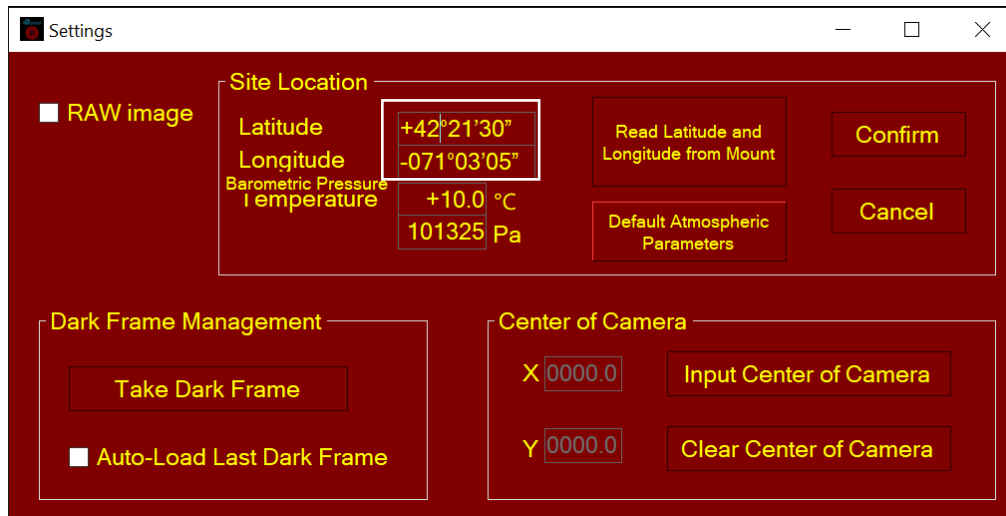 Settings
RAW image
Site Location
Latitude +42°21'30”
Longitude -071°03'05”
Barometric Pressure
Temperature +10.0 °C
101325 Pa
Read Latitude and
Longitude from Mount
Default Atmospheric
Parameters
Confirm
Cancel
Dark Frame Management
Take Dark Frame
Auto-Load Last Dark Frame
Center of Camera
X 0000.0 Input Center of Camera
Y 0000.0 Clear Center of Camera